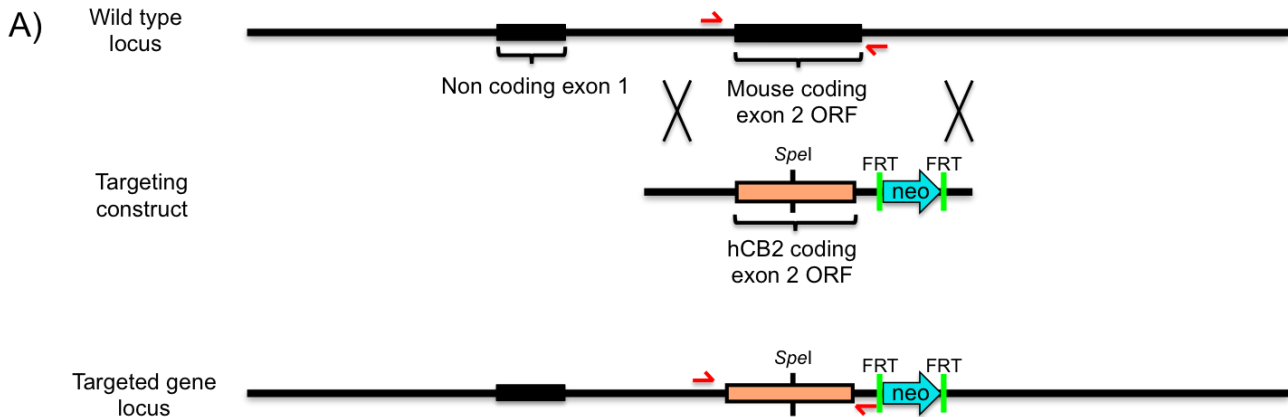 A)
Wild type
locus
Non coding exon 1
Mouse coding
exon 2 ORF
Targeting
construct
SpeI
FRT
FRT
neo
hCB2 coding
exon 2 ORF
Targeted gene
locus
SpeI
FRT
FRT
neo